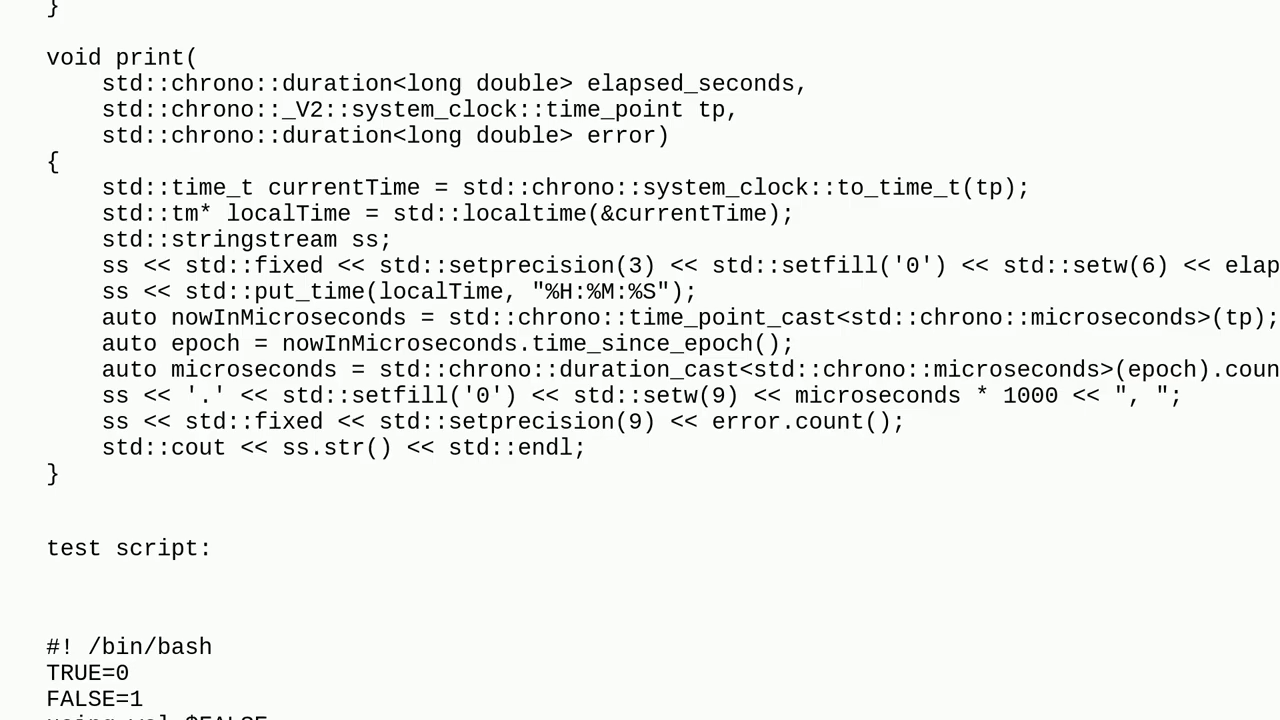 }
void print(
    std::chrono::duration<long double> elapsed_seconds,
    std::chrono::_V2::system_clock::time_point tp,
    std::chrono::duration<long double> error)
{
    std::time_t currentTime = std::chrono::system_clock::to_time_t(tp);
    std::tm* localTime = std::localtime(&currentTime);
    std::stringstream ss;
    ss << std::fixed << std::setprecision(3) << std::setfill('0') << std::setw(6) << elap
    ss << std::put_time(localTime, "%H:%M:%S");
    auto nowInMicroseconds = std::chrono::time_point_cast<std::chrono::microseconds>(tp);
    auto epoch = nowInMicroseconds.time_since_epoch();
    auto microseconds = std::chrono::duration_cast<std::chrono::microseconds>(epoch).coun
    ss << '.' << std::setfill('0') << std::setw(9) << microseconds * 1000 << ", ";
    ss << std::fixed << std::setprecision(9) << error.count();
    std::cout << ss.str() << std::endl;
}
test script:
#! /bin/bash
TRUE=0
FALSE=1